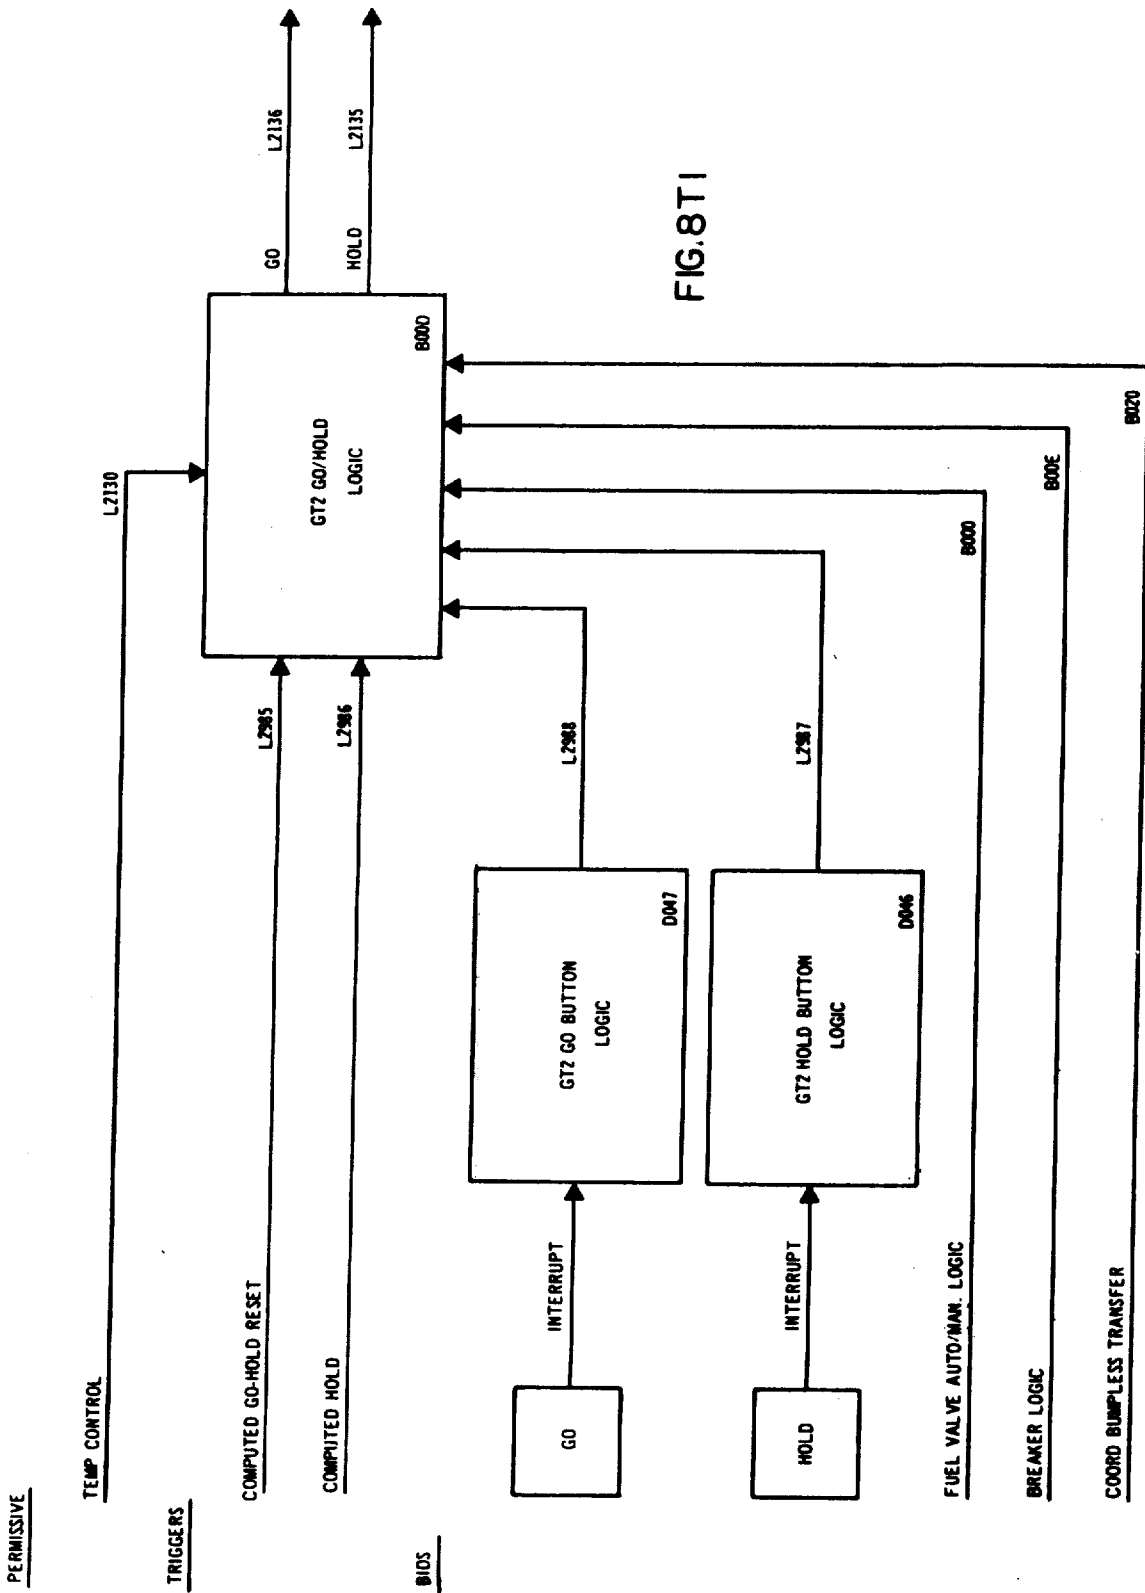 PERMISSIVE
TEMP CONTROL
L2130
TRIGGERS
COMPUTED GO-HOLD RESET
L2985
COMPUTED HOLD
L2986
GT2 GO/HOLD
LOGIC
B00D
GO
L2136
HOLD
L2135
BIDS
GO
INTERRUPT
GT2 GO BUTTON
LOGIC
D047
L2988
HOLD
INTERRUPT
GT2 HOLD BUTTON
LOGIC
D046
L2987
FUEL VALVE AUTO/MAN. LOGIC
B000
BREAKER LOGIC
B00E
COORD BUMPLESS TRANSFER
B020
FIG.8T1